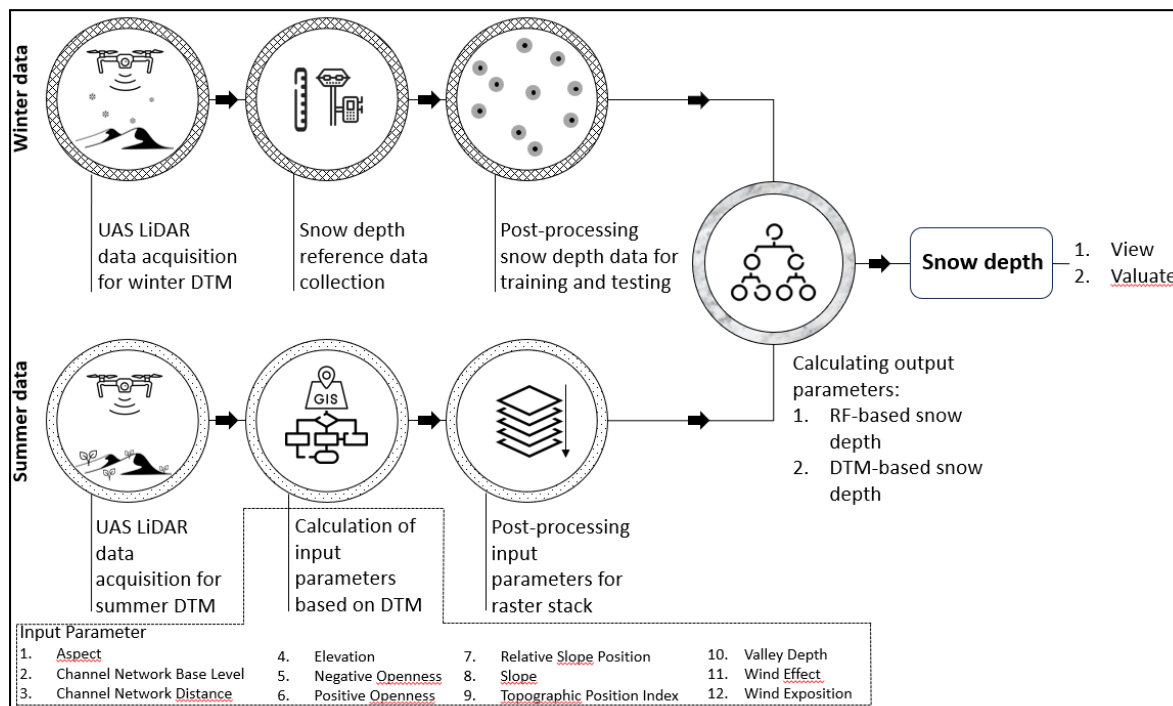 Winter data
UAS LiDAR
data acquisition
for winter DTM
Snow depth
reference data
collection
Post-processing
snow depth data for
training and testing
Snow depth
1. View
2. Valuate
Calculating output
parameters:
1. RF-based snow
depth
2. DTM-based snow
depth
Summer data
GIS
UAS LiDAR
data
acquisition for
summer DTM
Calculation of
input
parameters
based on DTM
Post-processing
input
parameters for
raster stack
Input Parameter
1. Aspect
2. Channel Network Base Level
3. Channel Network Distance
4. Elevation
5. Negative Openness
6. Positive Openness
7. Relative Slope Position
8. Slope
9. Topographic Position Index
10. Valley Depth
11. Wind Effect
12. Wind Exposition